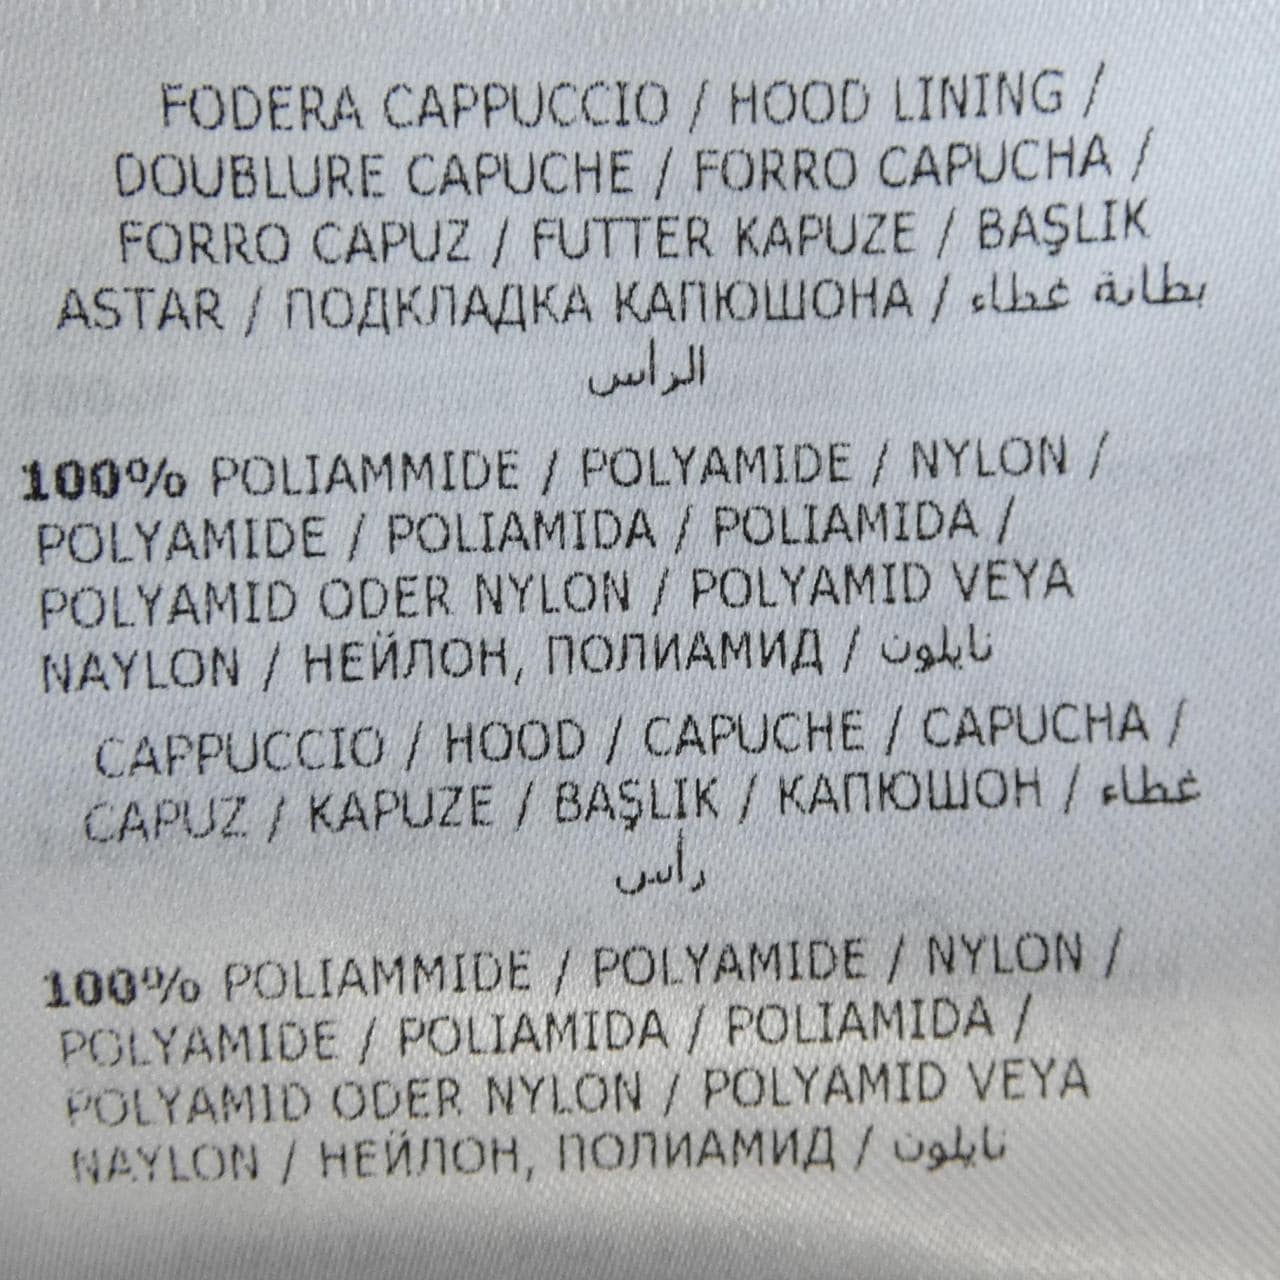 FODERA CAPPUCCIO / HOOD LINING /
DOUBLURE CAPUCHE / FORRO CAPUCHA /
FORRO CAPUZ / FUTTER KAPUZE / BAŞLIK
ASTAR / ПОДКЛАДКА КАПЮШОНА / بطانة غطاء
الرأس
100% POLIAMMIDE / POLYAMIDE / NYLON /
POLYAMIDE / POLIAMIDA / POLIAMIDA /
POLYAMID ODER NYLON / POLYAMID VEYA
NAYLON / НЕЙЛОН, ПОЛИАМИД / نايلون
CAPPUCCIO / HOOD / CAPUCHE / CAPUCHA /
CAPUZ / KAPUZE / BAŞLIK / КАПЮШОН / غطاء
رأس
100% POLIAMMIDE / POLYAMIDE / NYLON /
POLYAMIDE / POLIAMIDA / POLIAMIDA /
POLYAMID ODER NYLON / POLYAMID VEYA
NAYLON / НЕЙЛОН, ПОЛИАМИД / نايلون